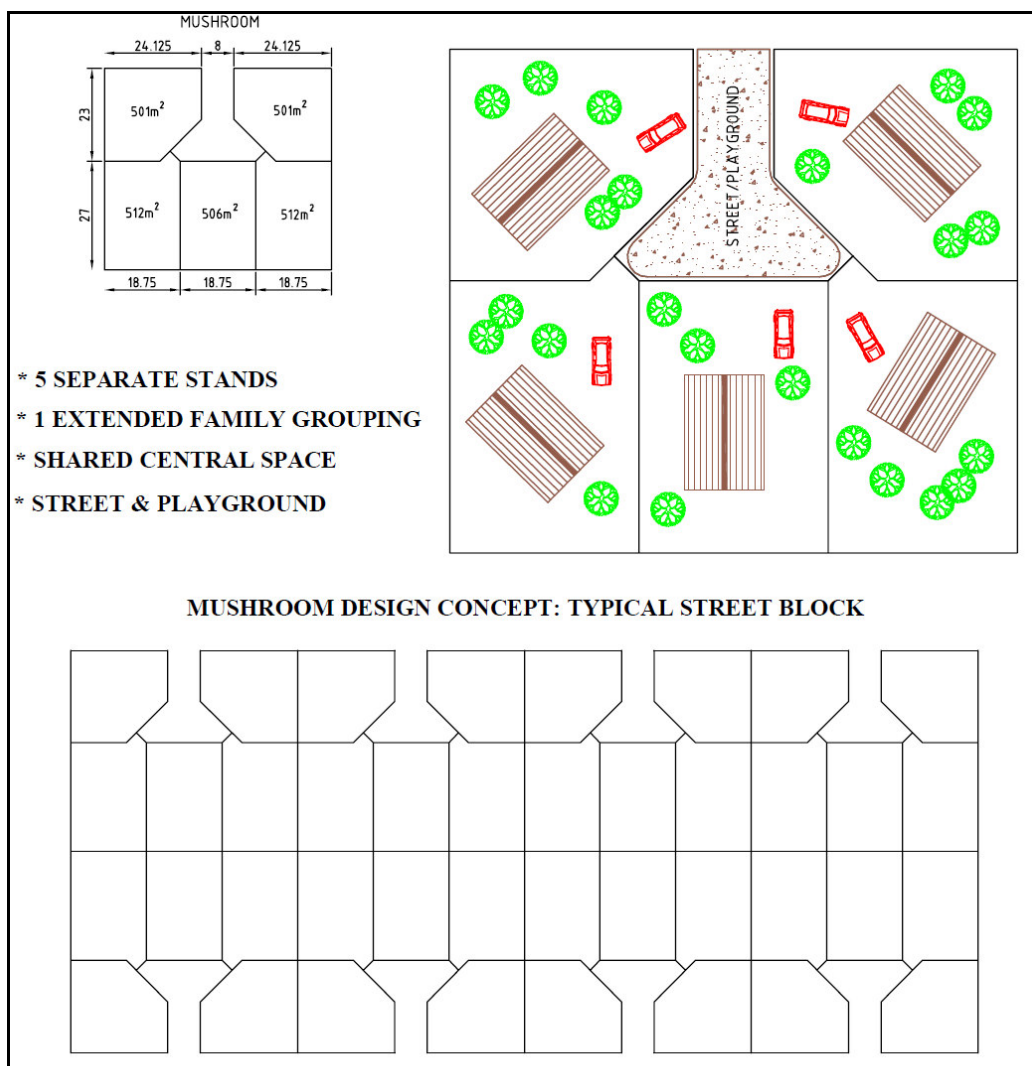 MUSHROOM
24.125 8 24.125
23
501m²
501m²
27
512m²
506m²
512m²
18.75 18.75 18.75
STREET/PLAYGROUND
* 5 SEPARATE STANDS
* 1 EXTENDED FAMILY GROUPING
* SHARED CENTRAL SPACE
* STREET & PLAYGROUND
MUSHROOM DESIGN CONCEPT: TYPICAL STREET BLOCK